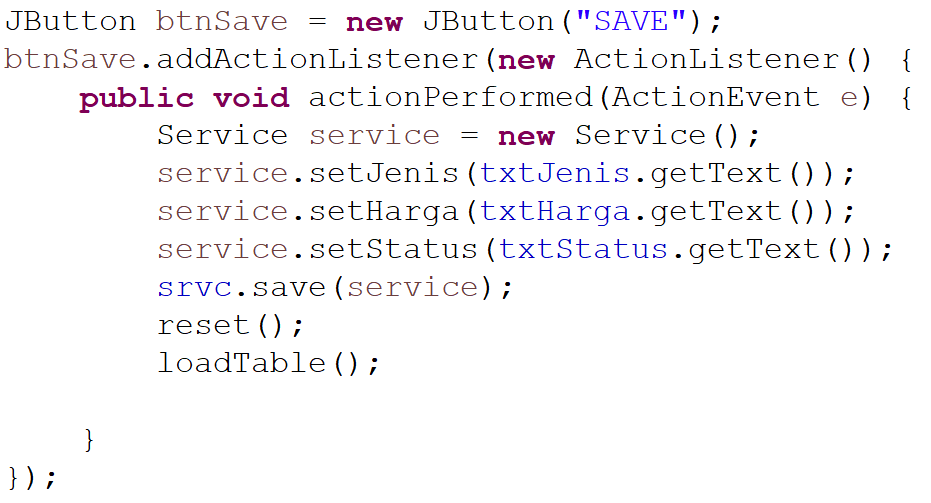 JButton btnSave = new JButton("SAVE");
btnSave.addActionListener(new ActionListener() {
    public void actionPerformed(ActionEvent e) {
        Service service = new Service();
        service.setJenis(txtJenis.getText());
        service.setHarga(txtHarga.getText());
        service.setStatus(txtStatus.getText());
        srvc.save(service);
        reset();
        loadTable();
    }
});